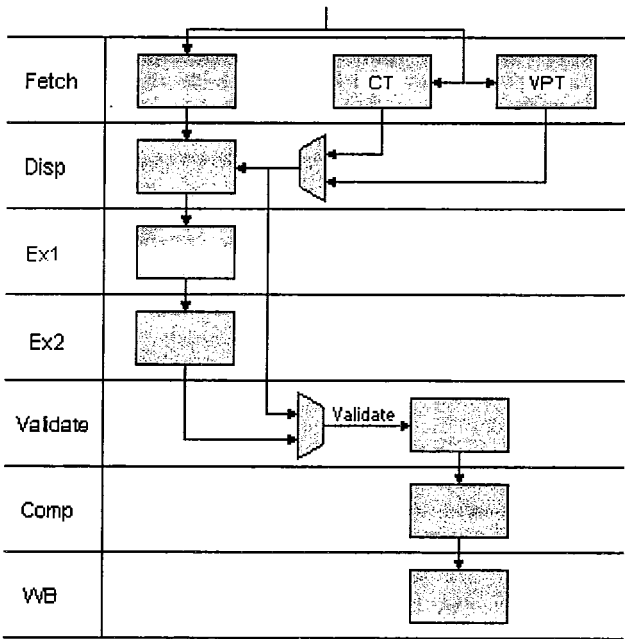 Fetch
CT
VPT
Disp
Ex1
Ex2
Validate
Validate
Comp
WB